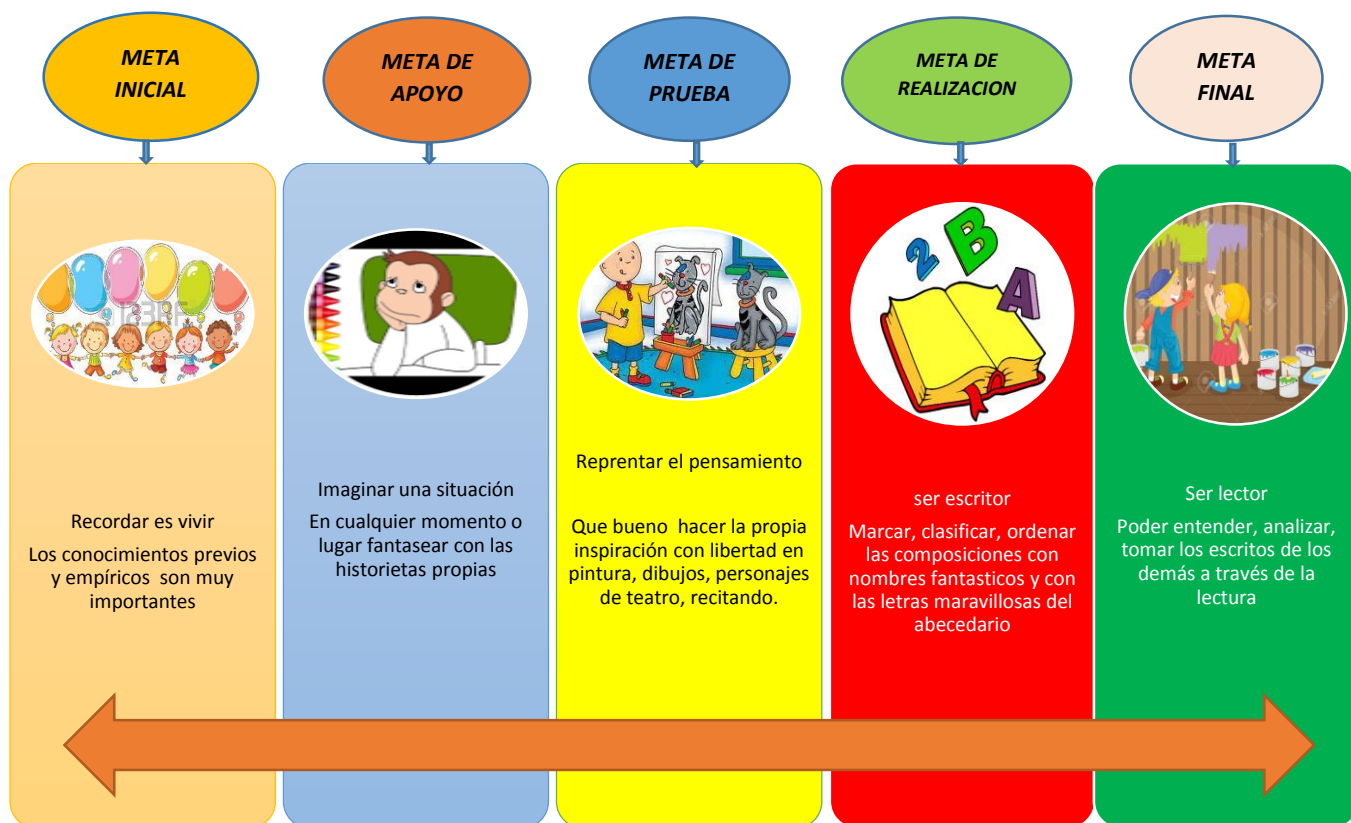 META
INICIAL
META DE
APOYO
META DE
PRUEBA
META DE
REALIZACION
META
FINAL
Recordar es vivir
Los conocimientos previos
y empíricos  son muy
importantes
Imaginar una situación
En cualquier momento o
lugar fantasear con las
historietas propias
Reprentar el pensamiento
Que bueno  hacer la propia
inspiración con libertad en
pintura, dibujos, personajes
de teatro, recitando.
2
B
A
ser escritor
Marcar, clasificar, ordenar
las composiciones con
nombres fantasticos y con
las letras maravillosas del
abecedario
Ser lector
Poder entender, analizar,
tomar los escritos de los
demás a través de la
lectura